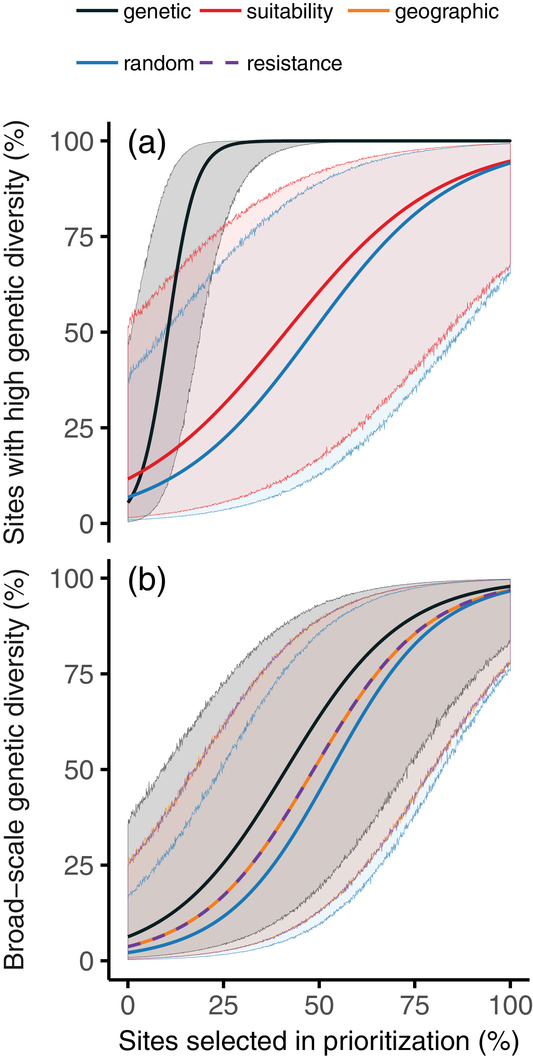 genetic suitability geographic
random resistance
(a)
Sites with high genetic diversity (%)
100
75
50
25
0
(b)
Broad−scale genetic diversity (%)
100
75
50
25
0
0 25 50 75 100
Sites selected in prioritization (%)